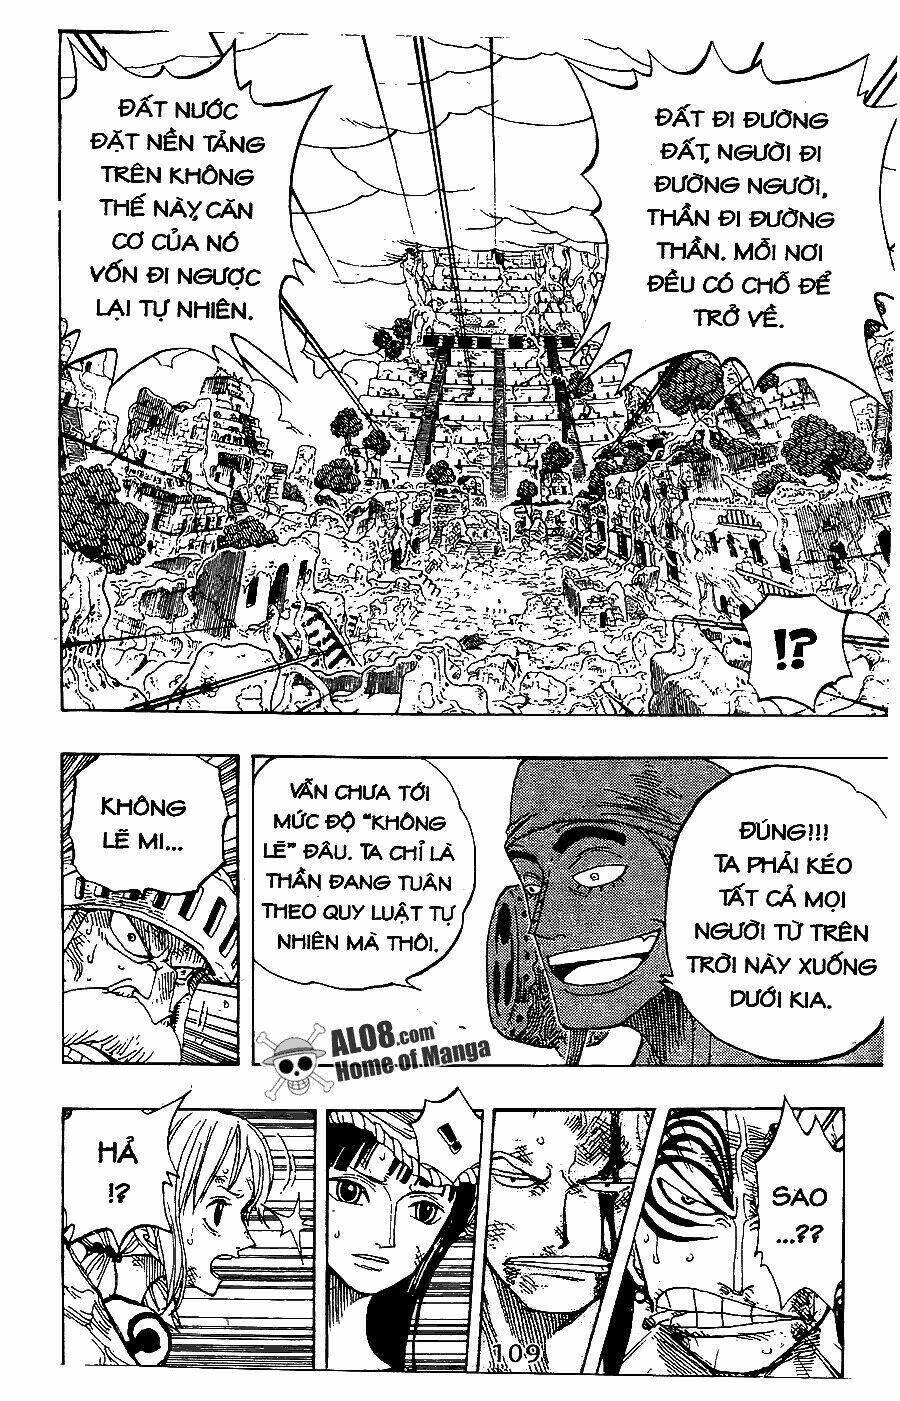 ĐẤT ĐI ĐƯỜNG
ĐẤT, NGƯỜI ĐI
ĐƯỜNG NGƯỜI,
THẦN ĐI ĐƯỜNG
THẦN. MỖI NƠI
ĐỀU CÓ CHỖ ĐỂ
TRỞ VỀ.
ĐẤT NƯỚC
ĐẶT NỀN TẢNG
TRÊN KHÔNG
THẾ NÀY, CĂN
CƠ CỦA NÓ
VỐN ĐI NGƯỢC
LẠI TỰ NHIÊN.
!?
ĐÚNG!!!
TA PHẢI KÉO
TẤT CẢ MỌI
NGƯỜI TỪ TRÊN
TRỜI NÀY XUỐNG
DƯỚI KIA.
VẪN CHƯA TỚI
MỨC ĐỘ “KHÔNG
LẼ” ĐÂU. TA CHỈ LÀ
THẦN ĐANG TUÂN
THEO QUY LUẬT TỰ
NHIÊN MÀ THÔI.
KHÔNG
LẼ MI...
AL08.com
Home of Manga
SAO
...??
!!
HẢ
!?
109